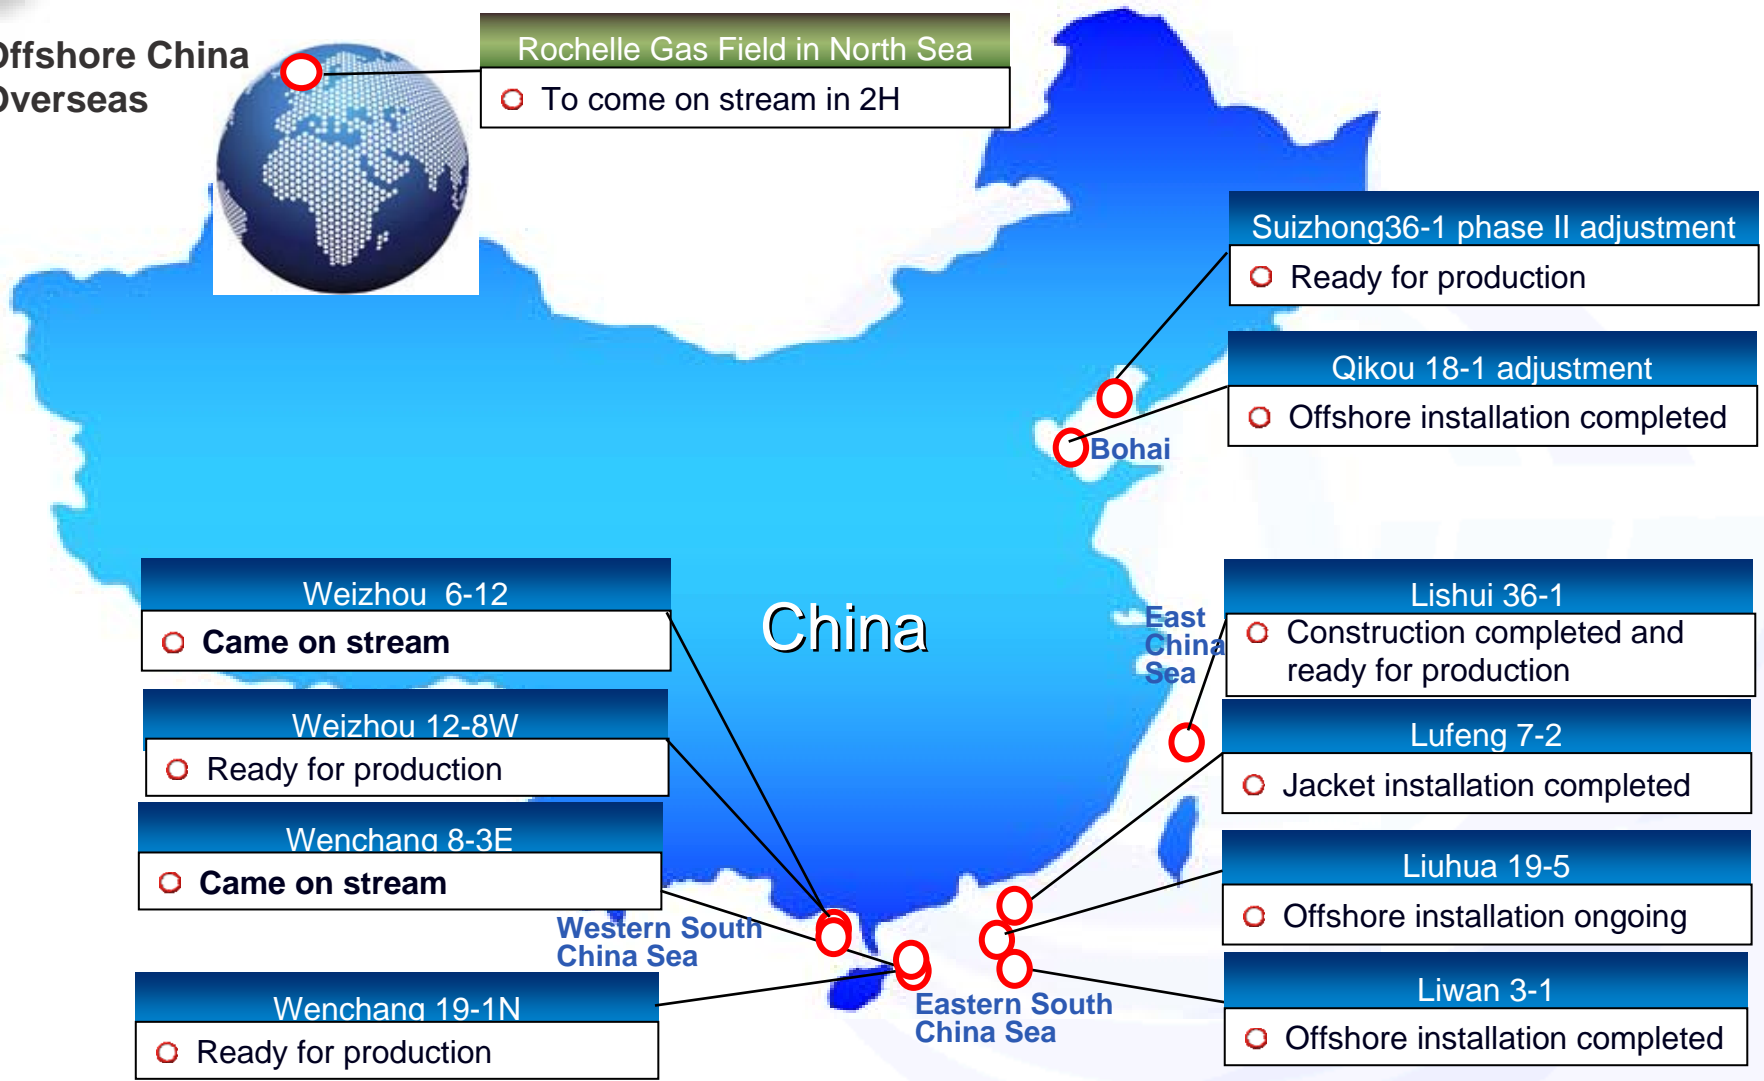 Offshore China
Overseas
Rochelle Gas Field in North Sea
To come on stream in 2H
Suizhong36-1 phase II adjustment
Ready for production
Qikou 18-1 adjustment
Offshore installation completed
Bohai
Weizhou 6-12
Came on stream
Weizhou 12-8W
Ready for production
Wenchang 8-3E
Came on stream
Wenchang 19-1N
Ready for production
China
East
China
Sea
Lishui 36-1
Construction completed and
ready for production
Lufeng 7-2
Jacket installation completed
Liuhua 19-5
Offshore installation ongoing
Liwan 3-1
Offshore installation completed
Western South
China Sea
Eastern South
China Sea